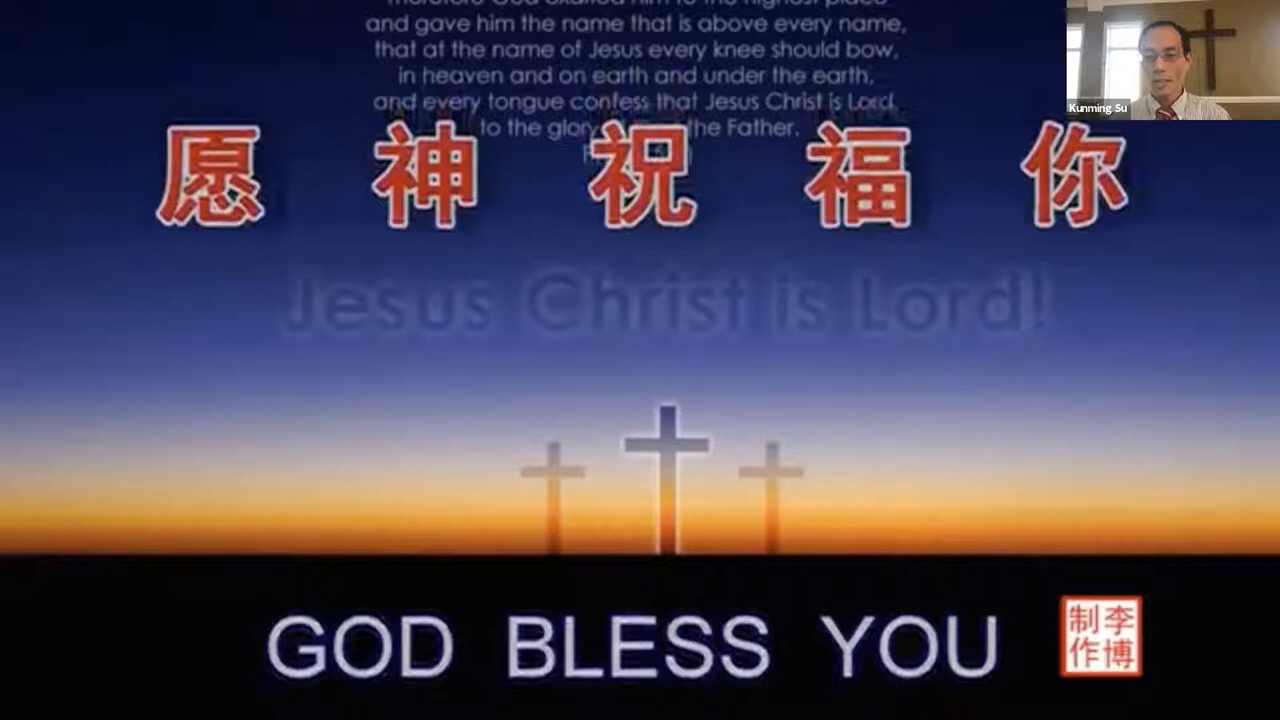 and gave him the name that is above every name,
that at the name of Jesus every knee should bow,
in heaven and on earth and under the earth,
and every tongue confess that Jesus Christ is Lord,
to the glory the Father.
Kunming Su
愿神祝福你
Jesus Christ is Lord!
GOD BLESS YOU
李博
制作